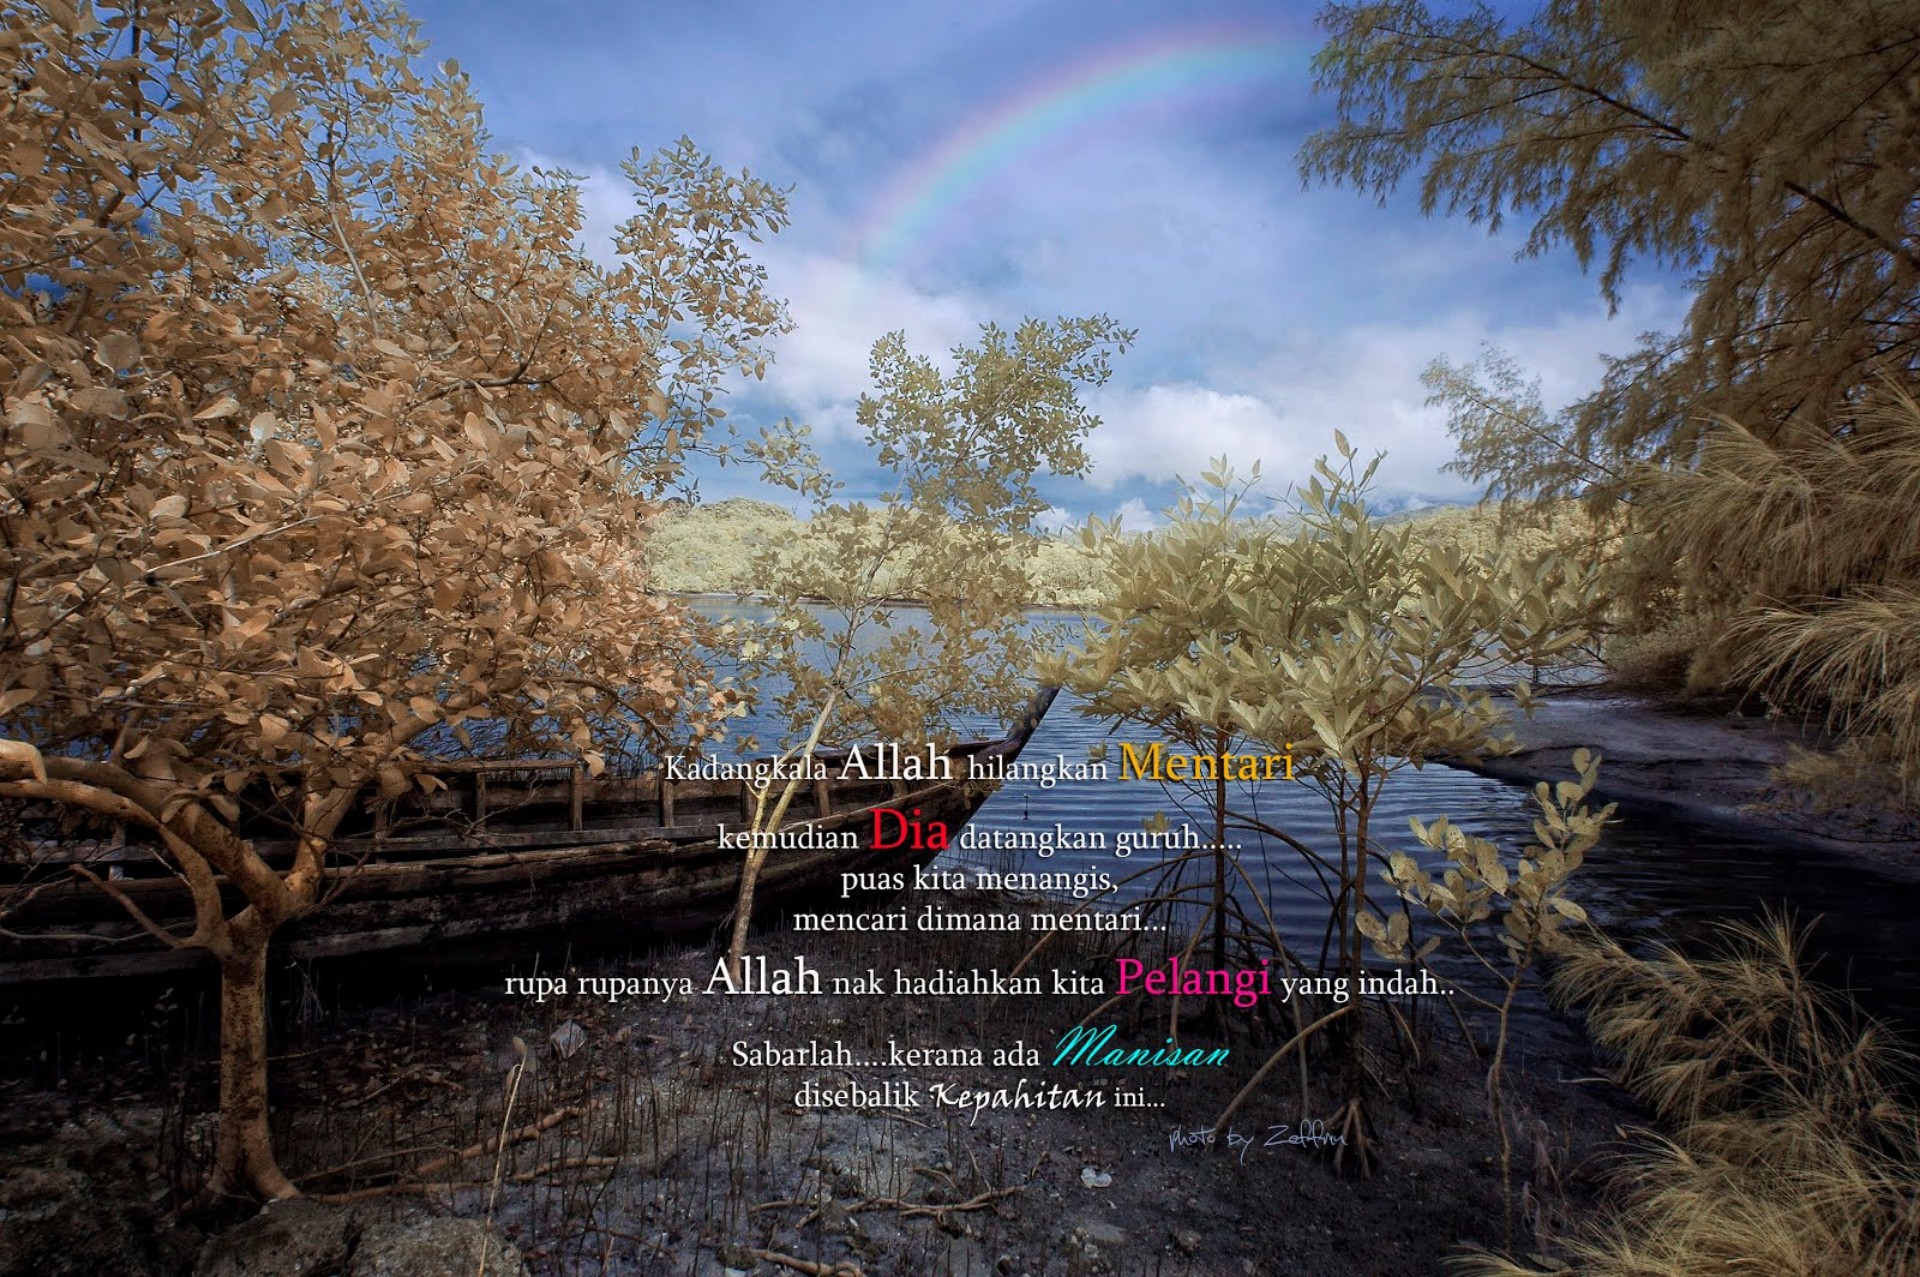 Kadangkala Allah hilangkan Mentari
kemudian Dia datangkan guruh.....
puas kita menangis,
mencari dimana mentari...
rupa rupanya Allah nak hadiahkan kita Pelangi yang indah..
Sabarlah....kerana ada Manisan
disebalik Kepahitan ini...
photo by